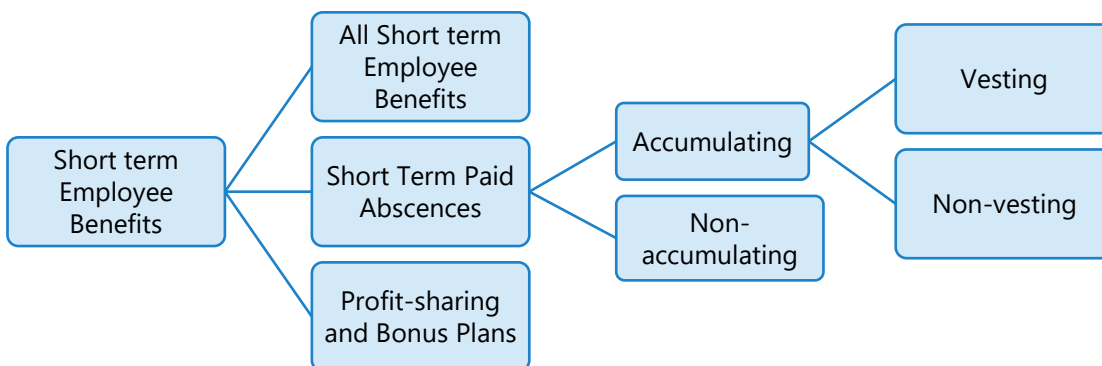 Short term
Employee
Benefits
All Short term
Employee
Benefits
Short Term Paid
Abscences
Profit-sharing
and Bonus Plans
Accumulating
Non-
accumulating
Vesting
Non-vesting